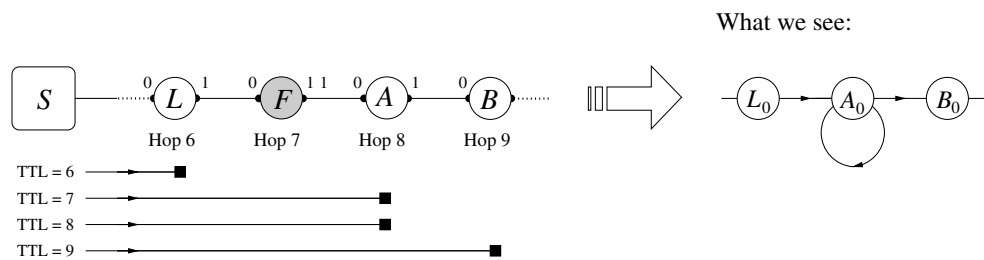 What we see:
S
0 L 1 0 F 1 1 0 A 1 0 B
Hop 6 Hop 7 Hop 8 Hop 9
L0 A0 B0
TTL = 6
TTL = 7
TTL = 8
TTL = 9